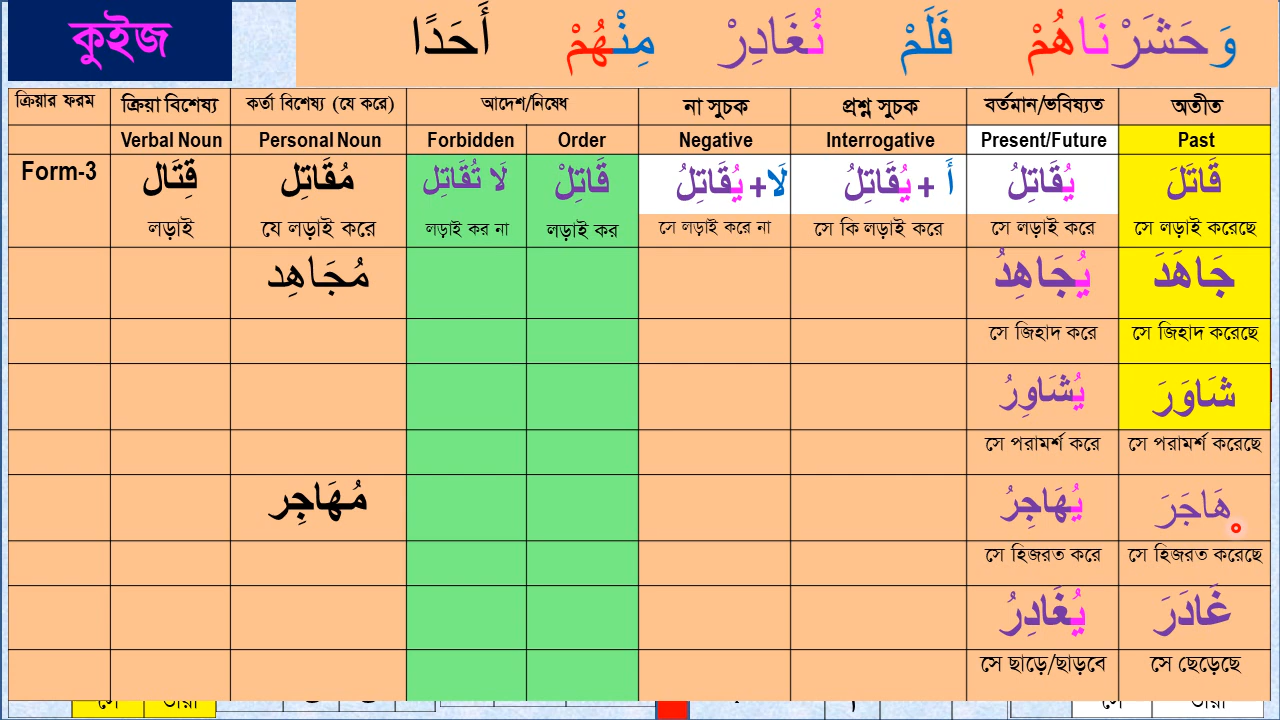 কুইজ
وَحَشَرْنَاهُمْ فَلَمْ نُغَادِرْ مِنْهُمْ أَحَدًا
ক্রিয়ার ফরম ক্রিয়া বিশেষ্য কর্তা বিশেষ্য (যে করে) আদেশ/নিষেধ না সুচক প্রশ্ন সুচক বর্তমান/ভবিষ্যত অতীত
Verbal Noun Personal Noun Forbidden Order Negative Interrogative Present/Future Past
Form-3 قِتَال مُقَاتِل لَا تُقَاتِلْ قَاتِلْ لَا+ يُقَاتِلُ أَ + يُقَاتِلُ يُقَاتِلُ قَاتَلَ
লড়াই যে লড়াই করে লড়াই কর না লড়াই কর সে লড়াই করে না সে কি লড়াই করে সে লড়াই করে সে লড়াই করেছে
مُجَاهِد يُجَاهِدُ جَاهَدَ
সে জিহাদ করে সে জিহাদ করেছে
يُشَاوِرُ شَاوَرَ
সে পরামর্শ করে সে পরামর্শ করেছে
مُهَاجِر يُهَاجِرُ هَاجَرَ
সে হিজরত করে সে হিজরত করেছে
يُغَادِرُ غَادَرَ
সে ছাড়ে/ছাড়বে সে ছেড়েছে